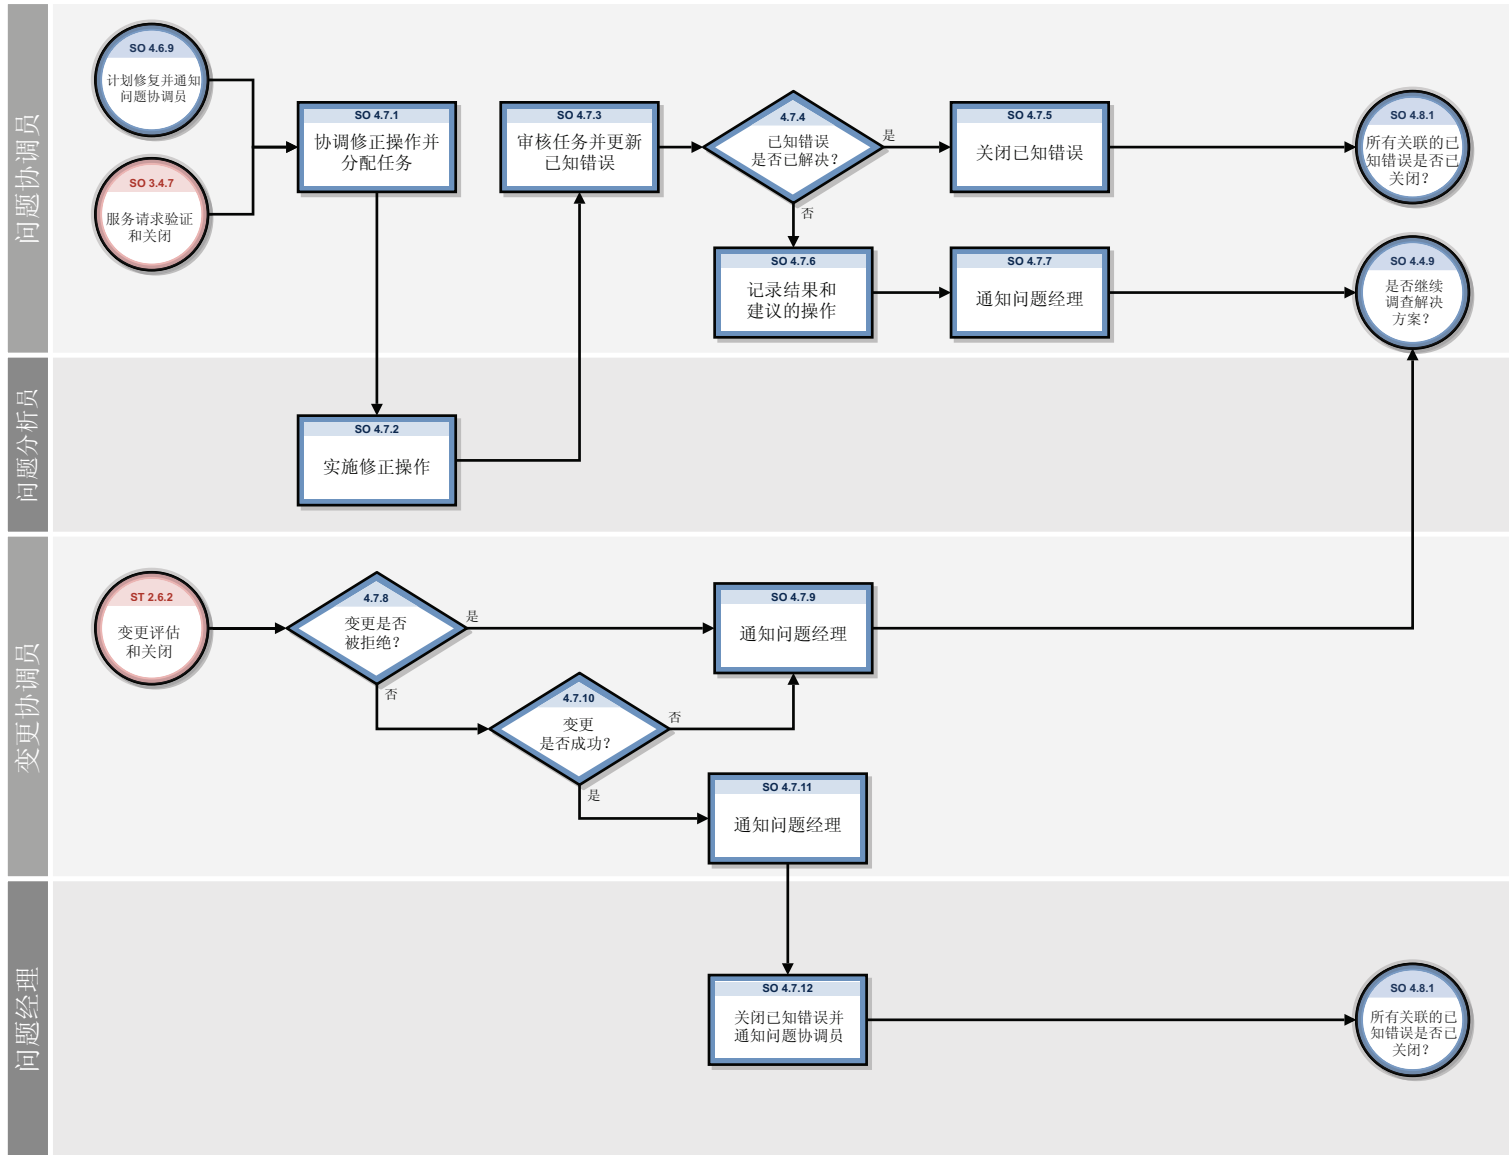 问题协调员
SO 4.6.9
计划修复并通知
问题协调员
SO 3.4.7
服务请求验证
和关闭
SO 4.7.1
协调修正操作并
分配任务
SO 4.7.3
审核任务并更新
已知错误
4.7.4
已知错误
是否已解决？
是
否
SO 4.7.5
关闭已知错误
SO 4.8.1
所有关联的已
知错误是否已
关闭？
SO 4.7.6
记录结果和
建议的操作
SO 4.7.7
通知问题经理
SO 4.4.9
是否继续
调查解决
方案？
问题分析员
SO 4.7.2
实施修正操作
变更协调员
ST 2.6.2
变更评估
和关闭
4.7.8
变更是否
被拒绝？
是
否
SO 4.7.9
通知问题经理
4.7.10
变更
是否成功？
否
是
SO 4.7.11
通知问题经理
问题经理
SO 4.7.12
关闭已知错误并
通知问题协调员
SO 4.8.1
所有关联的已
知错误是否已
关闭？